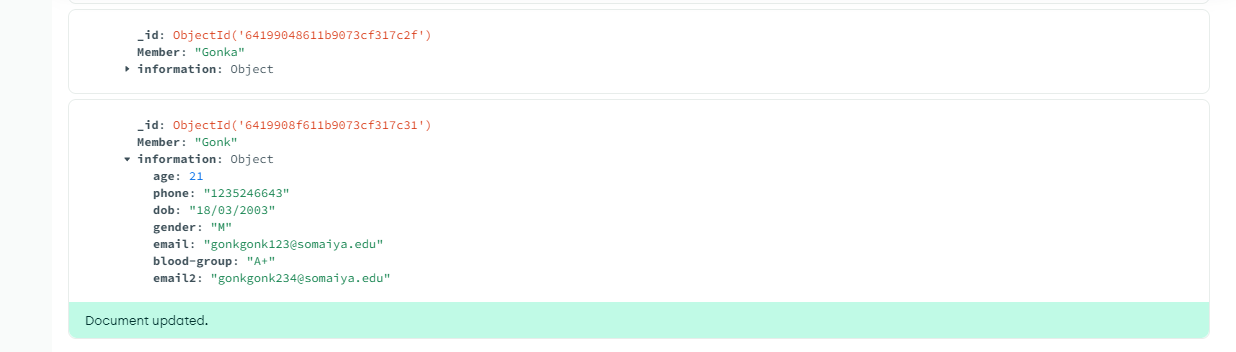 _id: ObjectId('64199048611b9073cf317c2f')
Member: "Gonka"
information: Object
_id: ObjectId('6419908f611b9073cf317c31')
Member: "Gonk"
information: Object
age: 21
phone: "1235246643"
dob: "18/03/2003"
gender: "M"
email: "gonkgonk123@somaiya.edu"
blood-group: "A+"
email2: "gonkgonk234@somaiya.edu"
Document updated.